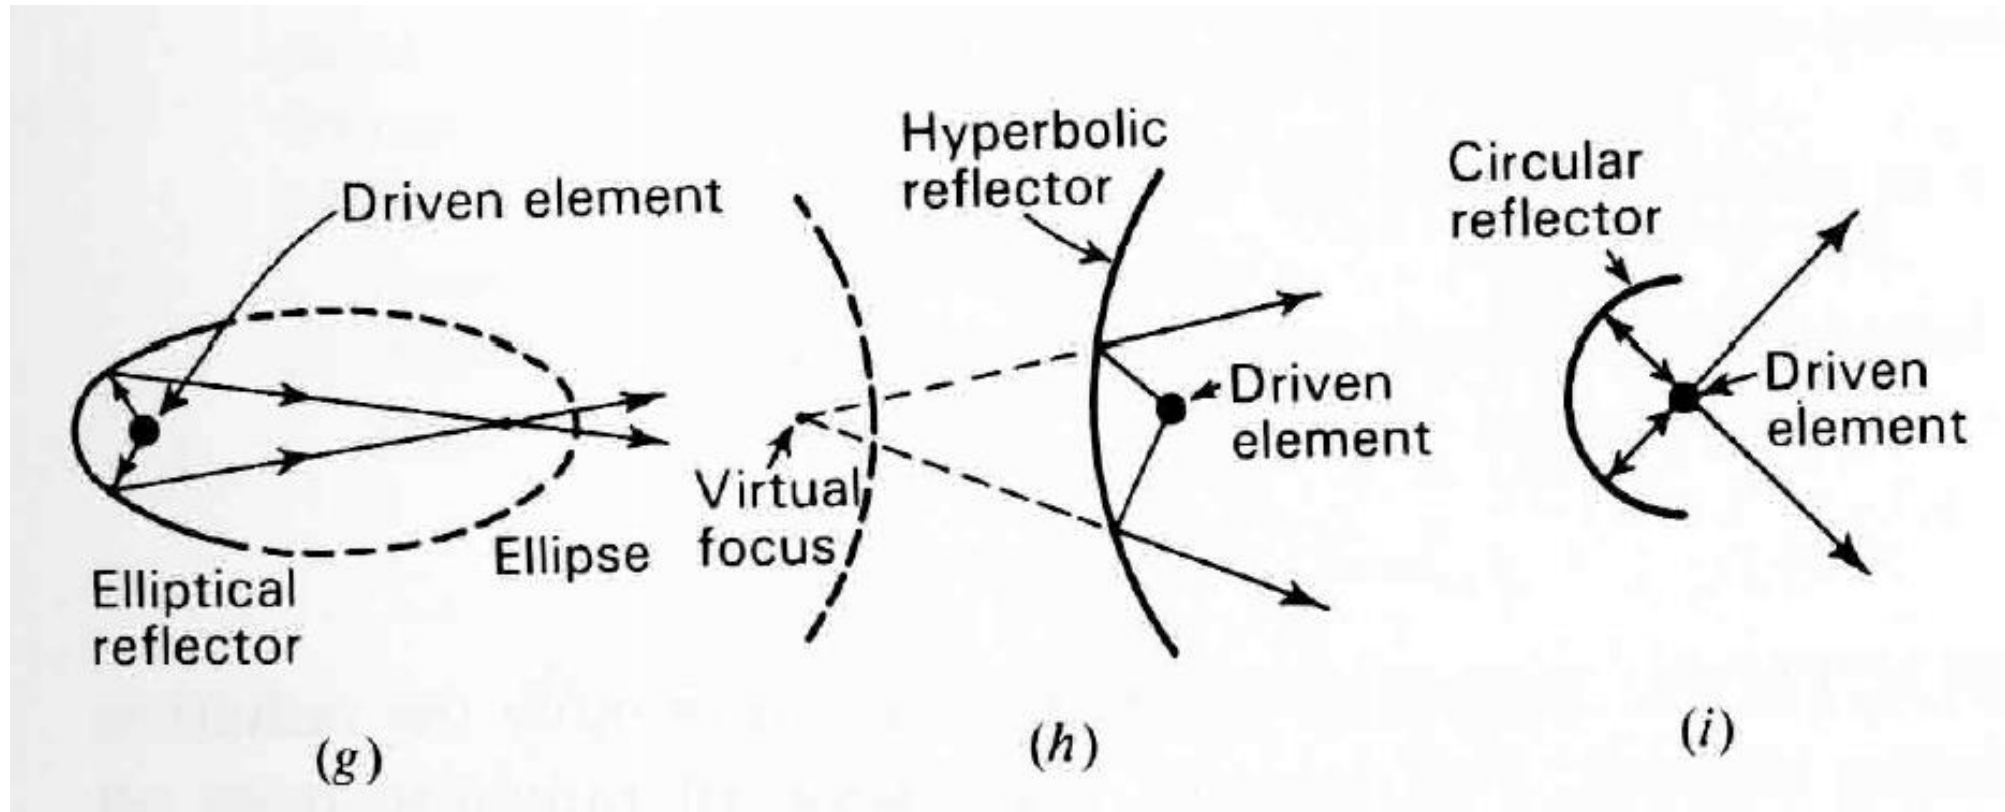 Driven element
Ellipse
Elliptical
reflector
(g)
Hyperbolic
reflector
Driven
element
Virtual
focus
(h)
Circular
reflector
Driven
element
(i)